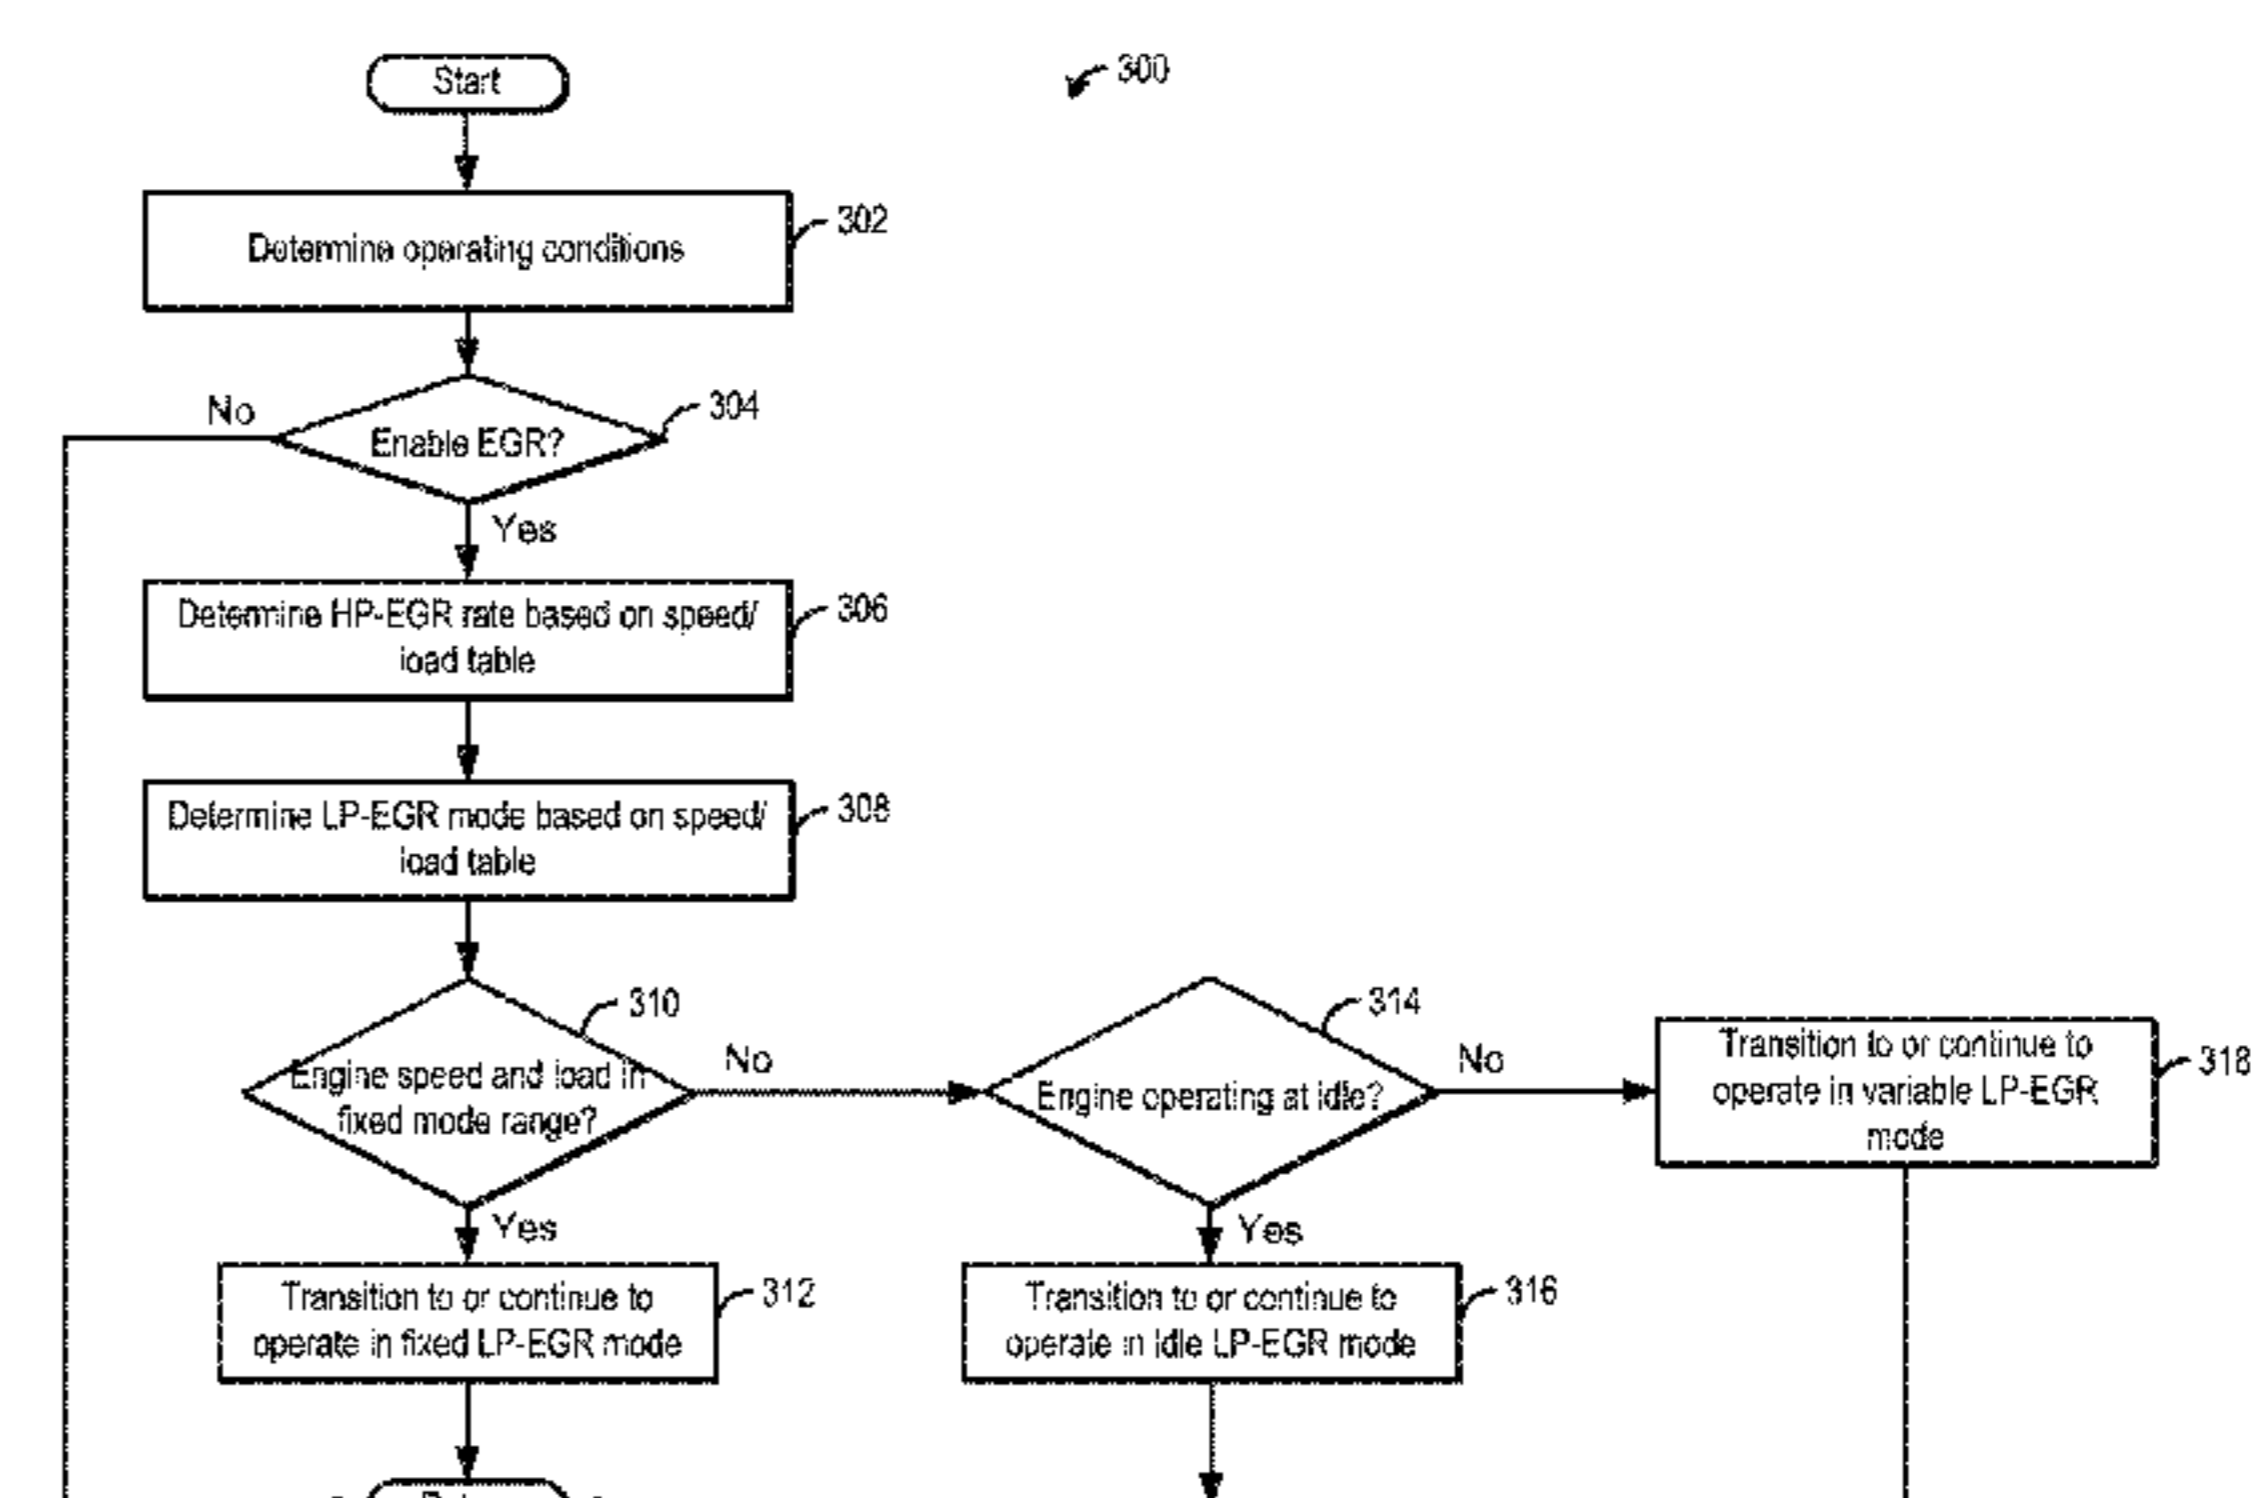 Start
300
Determine operating conditions
302
No
Enable EGR?
304
Yes
Determine HP-EGR rate based on speed/
load table
306
Determine LP-EGR mode based on speed/
load table
308
Engine speed and load in
fixed mode range?
310
No
Engine operating at idle?
314
No
Transition to or continue to
operate in variable LP-EGR
mode
318
Yes
Yes
Transition to or continue to
operate in fixed LP-EGR mode
312
Transition to or continue to
operate in idle LP-EGR mode
316